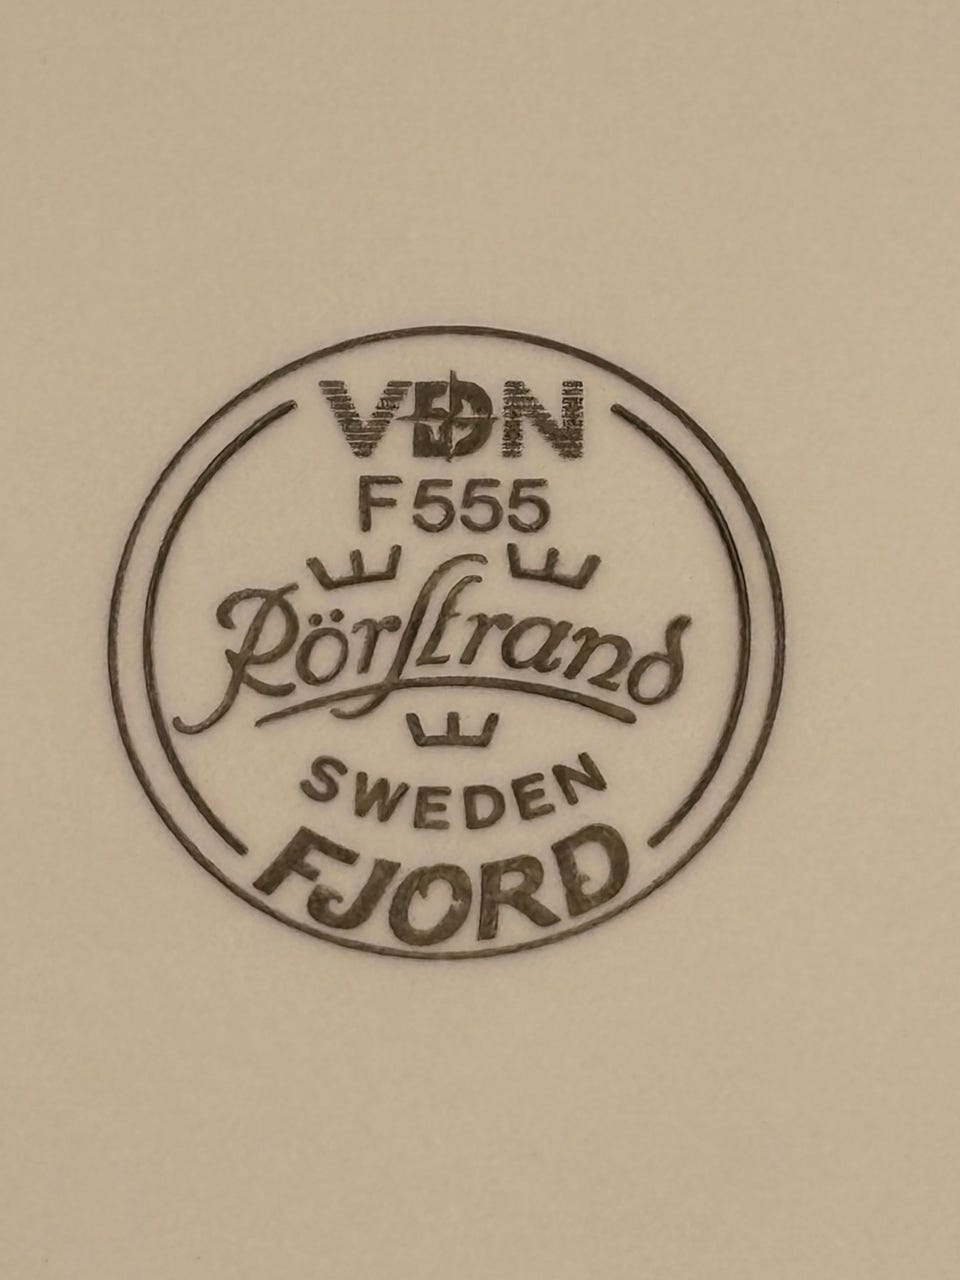 VDN
F555
Rörstrand
SWEDEN
FJORD